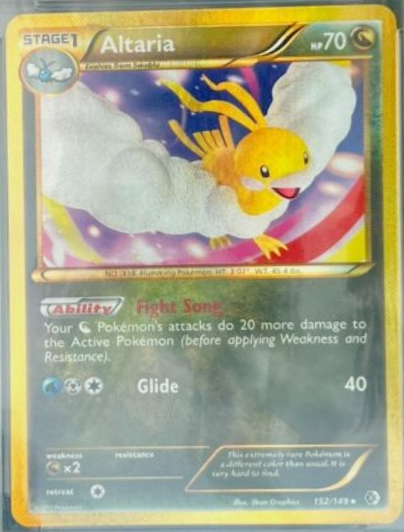 STAGE1
Altaria
HP70
Evolves from Swablu
NO. 334 Humming Pokémon HT. 3'07" WT. 45.4 lbs.
Ability Fight Song
Your Pokémon's attacks do 20 more damage to
the Active Pokémon (before applying Weakness and
Resistance).
Glide 40
weakness resistance
×2
retreat
This extremely rare Pokémon is
a different color than usual. It is
very hard to find.
Illus. 5ban Graphics 152/149★